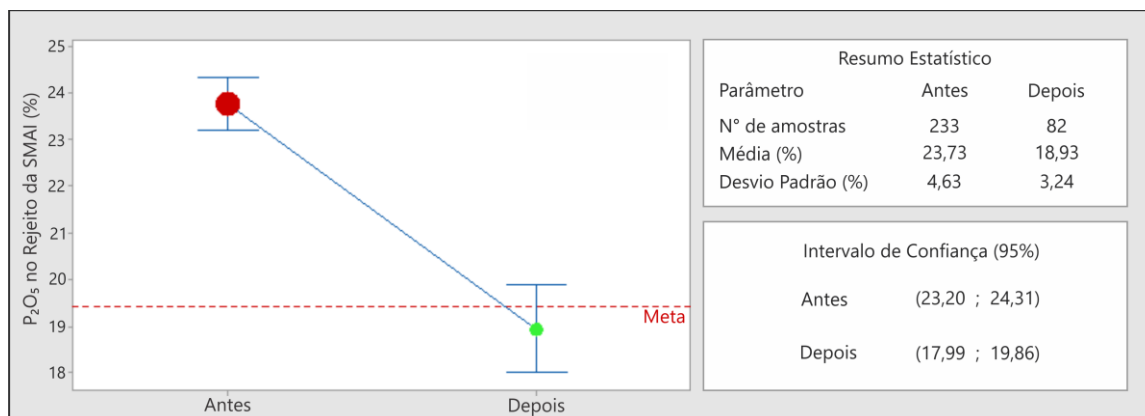 P₂O₅ no Rejeito da SMAI (%)
25
24
23
22
21
20
19
18
Meta
Antes
Depois
Resumo Estatístico
Parâmetro Antes Depois
N° de amostras 233 82
Média (%) 23,73 18,93
Desvio Padrão (%) 4,63 3,24
Intervalo de Confiança (95%)
Antes (23,20 ; 24,31)
Depois (17,99 ; 19,86)